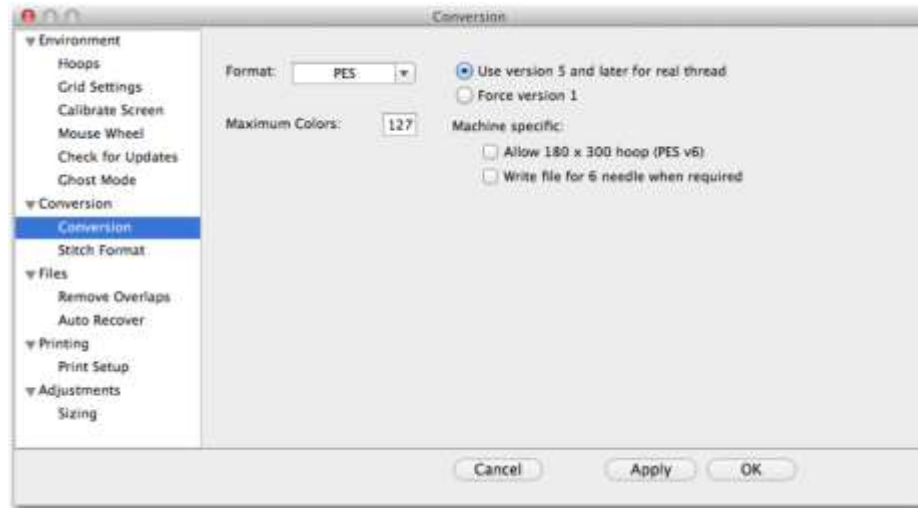 Conversion
Environment
Hoops
Grid Settings
Calibrate Screen
Mouse Wheel
Check for Updates
Ghost Mode
Conversion
Conversion
Stitch Format
Files
Remove Overlaps
Auto Recover
Printing
Print Setup
Adjustments
Sizing
Format: PES
Maximum Colors: 127
Use version 5 and later for real thread
Force version 1
Machine specific:
Allow 180 x 300 hoop (PES v6)
Write file for 6 needle when required
Cancel Apply OK